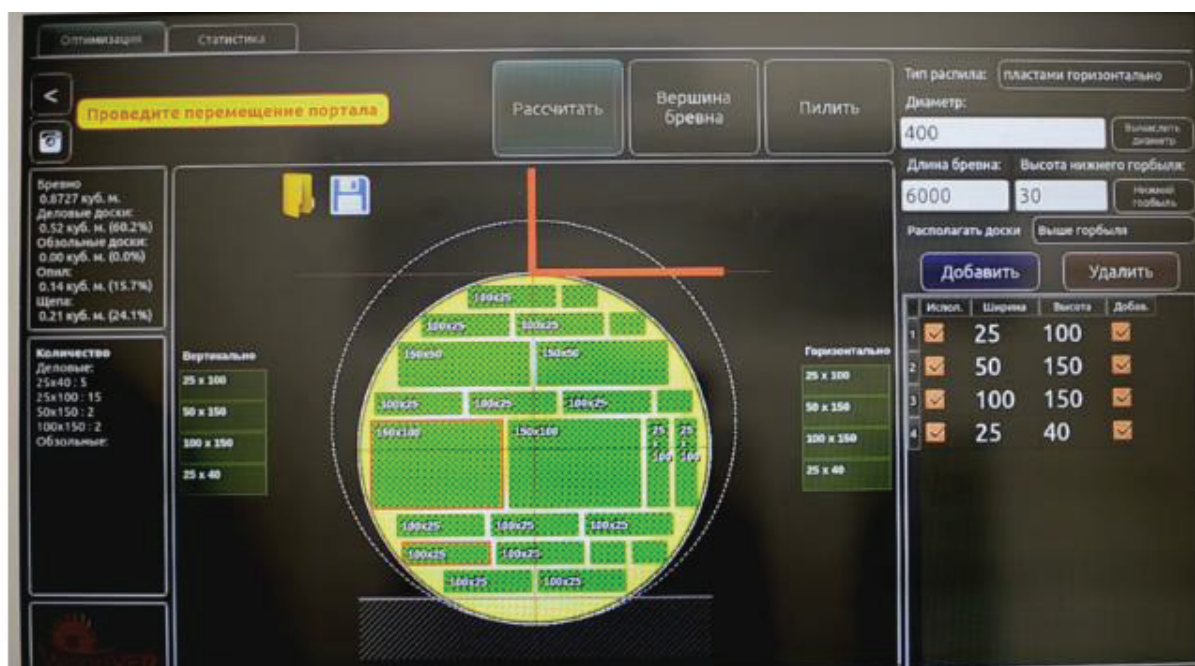 Оптимизация
Статистика
<
Проведите перемещение портала
Рассчитать
Вершина
бревна
Пилить
Тип распила:
пластами горизонтально
Диаметр:
400
Вычислить
диаметр
Длина бревна:
Высота нижнего горбыля:
6000
30
Нижний
горбыль
Располагать доски
Выше горбыля
Добавить
Удалить
Испол. Ширина Высота Добав.
1 25 100
2 50 150
3 100 150
4 25 40
Бревно
0.8727 куб. м.
Деловые доски:
0.52 куб. м. (60.2%)
Обзольные доски:
0.00 куб. м. (0.0%)
Опил:
0.14 куб. м. (15.7%)
Щепа:
0.21 куб. м. (24.1%)
Количество
Деловые:
25x40 : 5
25x100 : 15
50x150 : 2
100x150 : 2
Обзольные:
Вертикально
25 x 100
50 x 150
100 x 150
25 x 40
100x25
100x25 100x25
150x50 150x50
100x25 100x25 100x25
150x100 150x100
25
x
100
25
x
100
100x25 100x25 100x25
100x25 100x25
100x25 100x25
Горизонтально
25 x 100
50 x 150
100 x 150
25 x 40